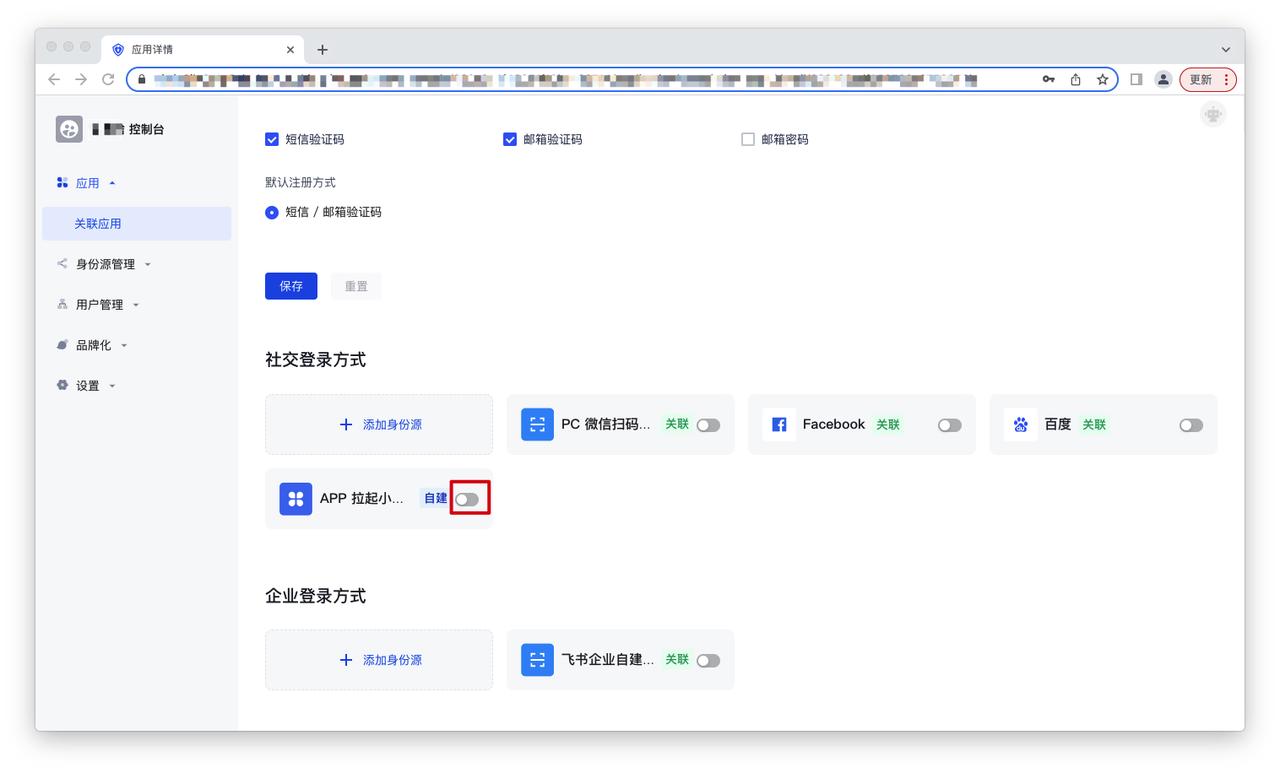 应用详情
更新
控制台
短信验证码
邮箱验证码
邮箱密码
应用
默认注册方式
关联应用
短信 / 邮箱验证码
身份源管理
保存
重置
用户管理
品牌化
社交登录方式
设置
添加身份源
PC 微信扫码...
关联
Facebook
关联
百度
关联
APP 拉起小...
自建
企业登录方式
添加身份源
飞书企业自建...
关联